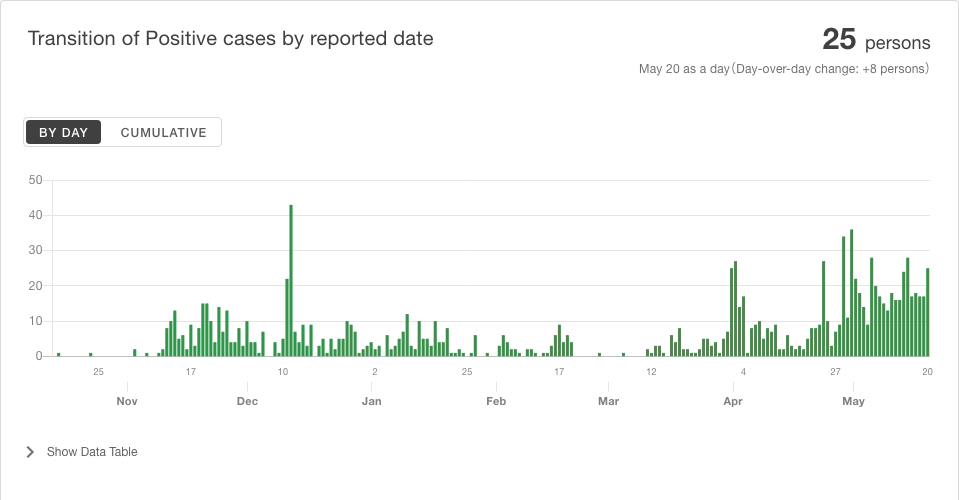 Transition of Positive cases by reported date
25 persons
May 20 as a day(Day-over-day change: +8 persons)
BY DAY CUMULATIVE
50
40
30
20
10
0
25 17 10 2 25 17 12 4 27 20
Nov Dec Jan Feb Mar Apr May
Show Data Table